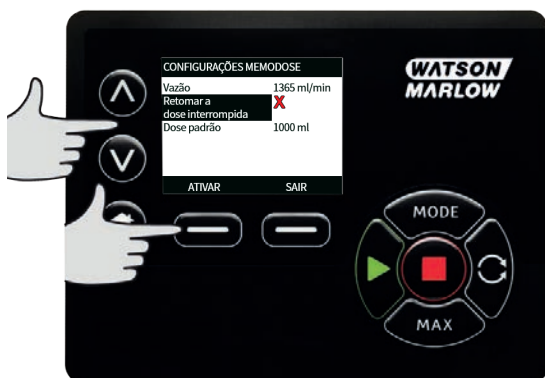 CONFIGURAÇÕES MEMODOSE
Vazão 1365 ml/min
Retomar a
dose interrompida X
Dose padrão 1000 ml
ATIVAR SAIR
WATSON
MARLOW
MODE
MAX